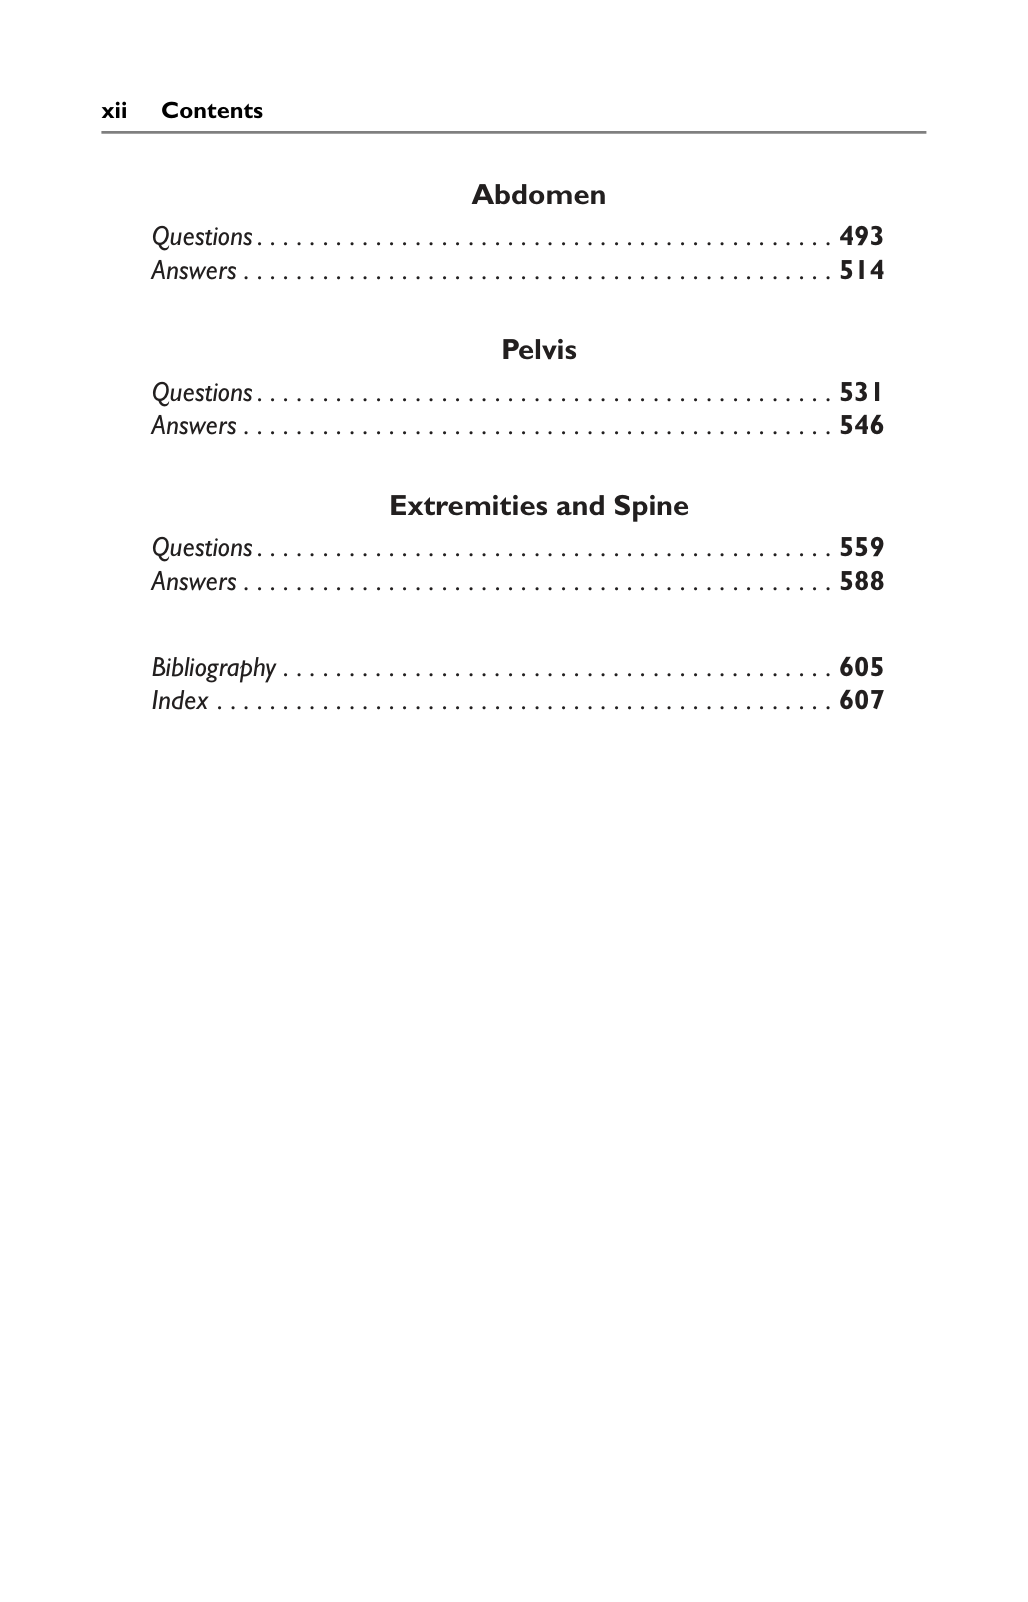 xii Contents
Abdomen
Questions . . . . . . . . . . . . . . . . . . . . . . . . . . . . . . . . . . . . . . . . . . . . 493
Answers . . . . . . . . . . . . . . . . . . . . . . . . . . . . . . . . . . . . . . . . . . . . . 514
Pelvis
Questions . . . . . . . . . . . . . . . . . . . . . . . . . . . . . . . . . . . . . . . . . . . . 531
Answers . . . . . . . . . . . . . . . . . . . . . . . . . . . . . . . . . . . . . . . . . . . . . 546
Extremities and Spine
Questions . . . . . . . . . . . . . . . . . . . . . . . . . . . . . . . . . . . . . . . . . . . . 559
Answers . . . . . . . . . . . . . . . . . . . . . . . . . . . . . . . . . . . . . . . . . . . . . 588
Bibliography . . . . . . . . . . . . . . . . . . . . . . . . . . . . . . . . . . . . . . . . . . 605
Index . . . . . . . . . . . . . . . . . . . . . . . . . . . . . . . . . . . . . . . . . . . . . . . 607